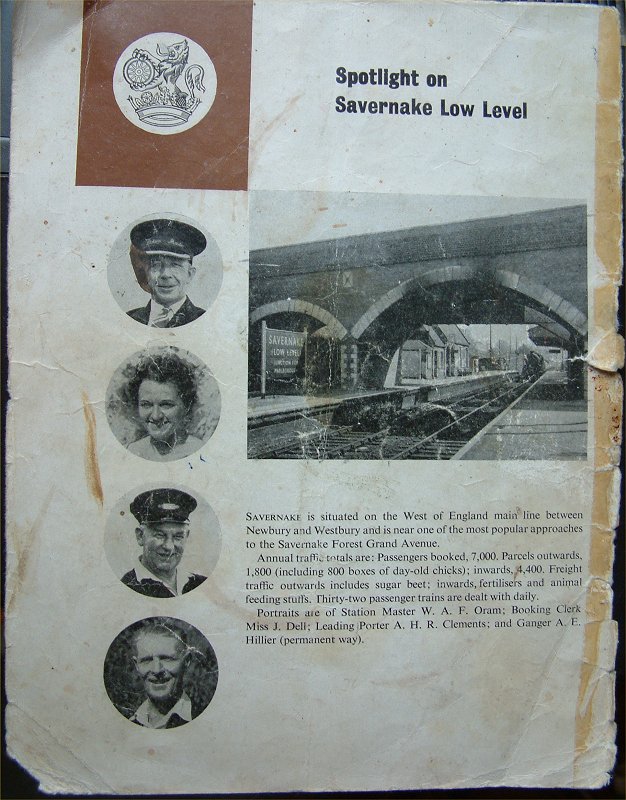 Spotlight on
Savernake Low Level
SAVERNAKE
LOW LEVEL
JUNCTION FOR
MARLBOROUGH
SAVERNAKE is situated on the West of England main line between
Newbury and Westbury and is near one of the most popular approaches
to the Savernake Forest Grand Avenue.
Annual traffic totals are: Passengers booked, 7,000. Parcels outwards,
1,800 (including 800 boxes of day-old chicks); inwards, 4,400. Freight
traffic outwards includes sugar beet; inwards, fertilisers and animal
feeding stuffs. Thirty-two passenger trains are dealt with daily.
Portraits are of Station Master W. A. F. Oram; Booking Clerk
Miss J. Dell; Leading Porter A. H. R. Clements; and Ganger A. E.
Hillier (permanent way).